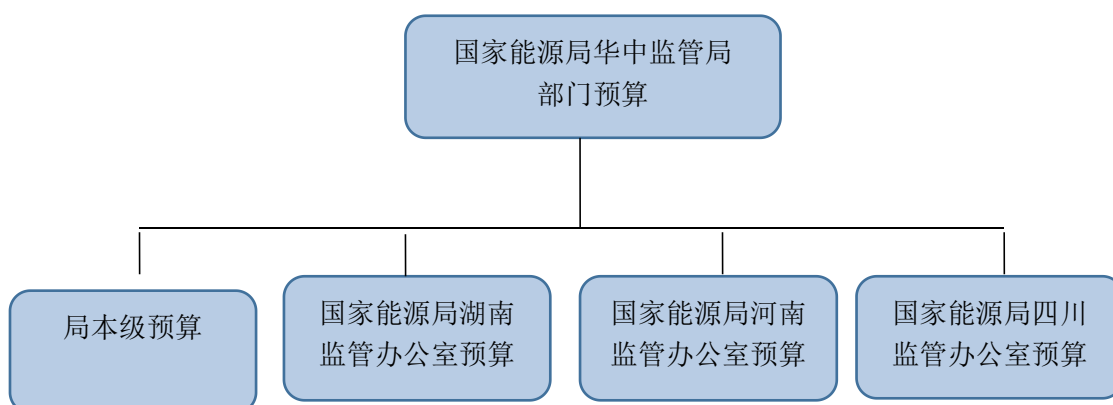 国家能源局华中监管局
部门预算
局本级预算
国家能源局湖南
监管办公室预算
国家能源局河南
监管办公室预算
国家能源局四川
监管办公室预算